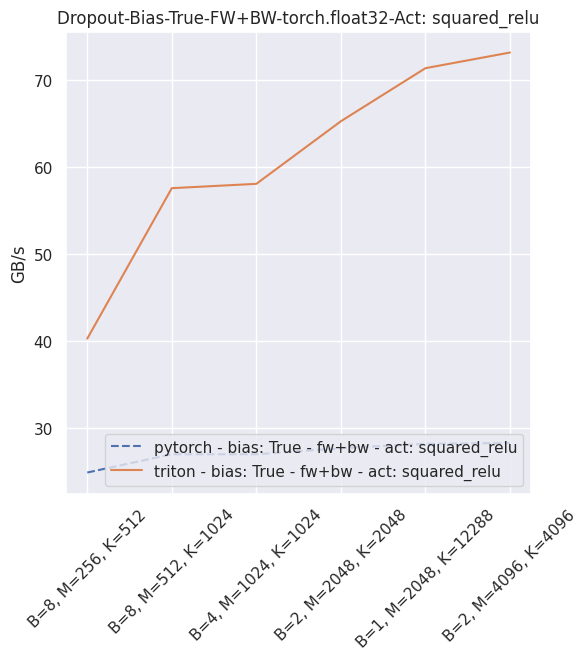 Dropout-Bias-True-FW+BW-torch.float32-Act: squared_relu
70
60
50
40
30
GB/s
pytorch - bias: True - fw+bw - act: squared_relu
triton - bias: True - fw+bw - act: squared_relu
B=8, M=256, K=512
B=8, M=512, K=1024
B=4, M=1024, K=1024
B=2, M=2048, K=2048
B=1, M=2048, K=12288
B=2, M=4096, K=4096